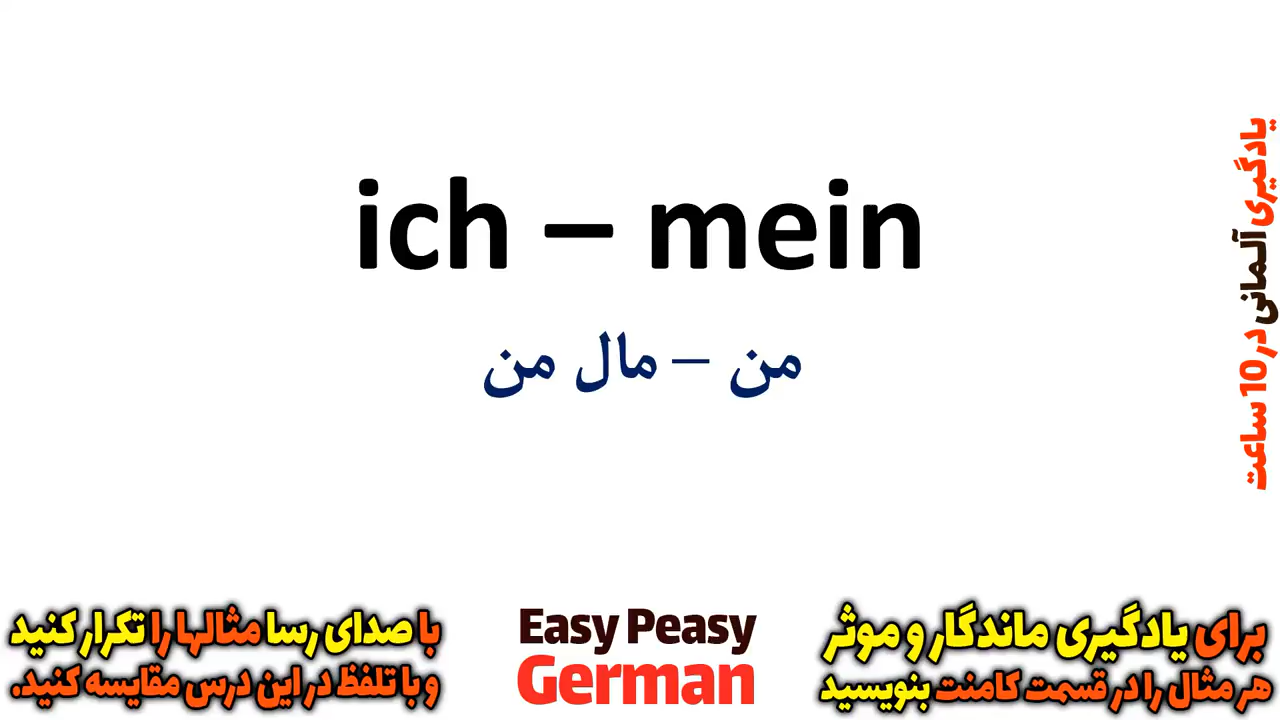 ich – mein
من – مال من
یادگیری آلمانی در 10 ساعت
با صدای رسا مثالها را تکرار کنید
و با تلفظ در این درس مقایسه کنید.
Easy Peasy
German
برای یادگیری ماندگار و موثر
هر مثال را در قسمت کامنت بنویسید